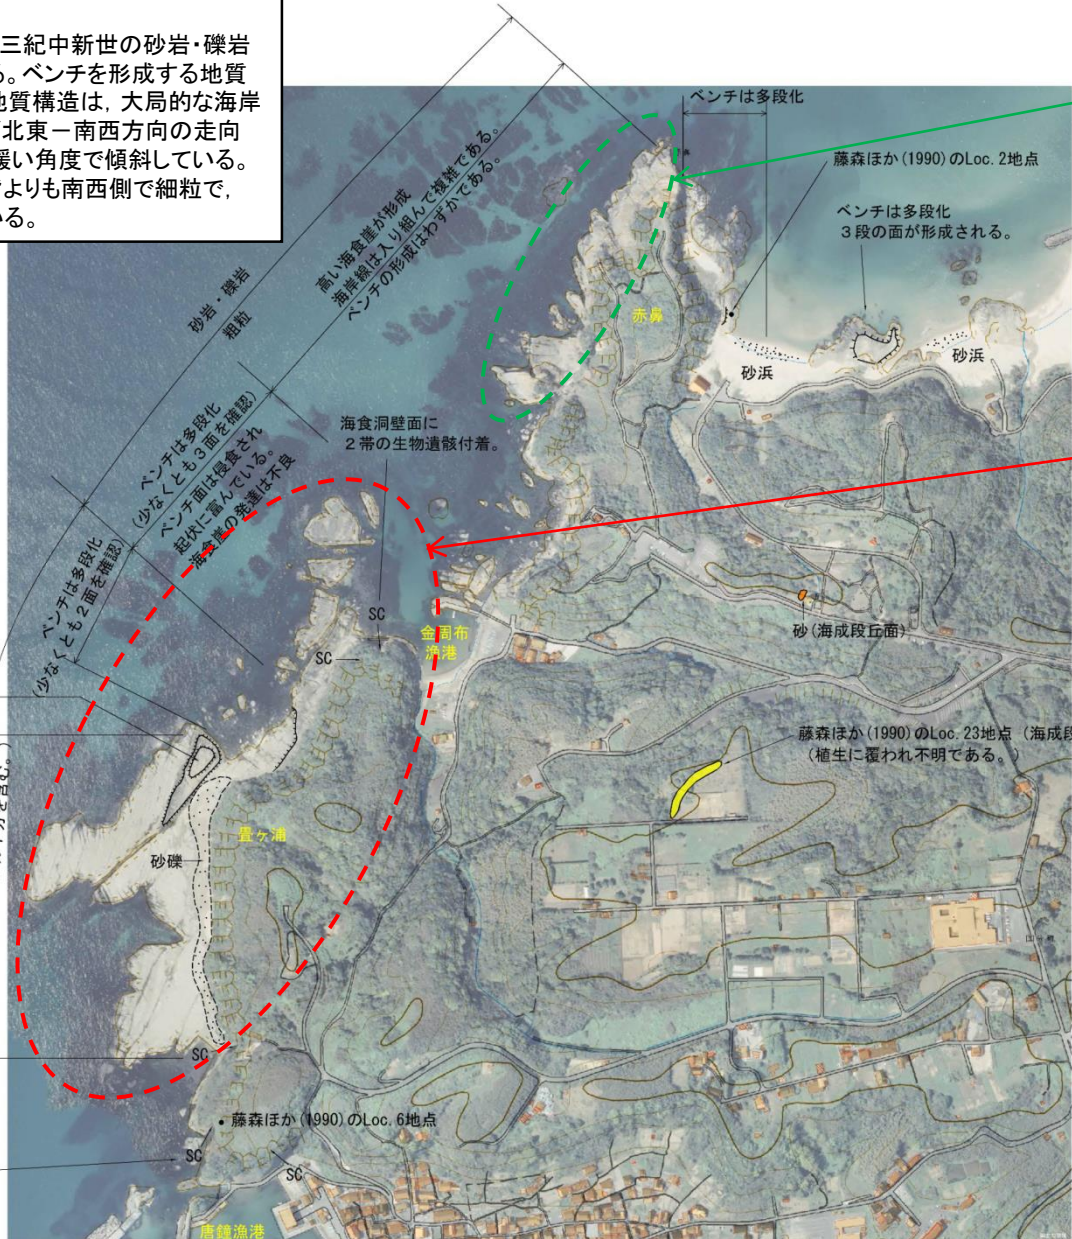 三紀中新世の砂岩・礫岩
る。ベンチを形成する地質
地質構造は，大局的な海岸
北東－南西方向の走向
緩い角度で傾斜している。
よりも南西側で細粒で，
いる。
ベンチは多段化
藤森ほか(1990)のLoc. 2地点
ベンチは多段化
３段の面が形成される。
高い海食崖が形成
海岸線は入り組んで複雑である。
ベンチの形成はわずかである。
砂岩・礫岩
粗粒
赤鼻
砂浜
砂浜
海食洞壁面に
２帯の生物遺骸付着。
ベンチは多段化
(少なくとも３面を確認)
ベンチ面は侵食され
起伏に富んでいる。
海食崖の発達は不良
ベンチは多段化
(少なくとも２面を確認)
SC
SC
金周布
漁港
砂(海成段丘面)
藤森ほか(1990)のLoc. 23地点（海成段
（植生に覆われ不明である。）
畳ヶ浦
砂礫
SC
藤森ほか(1990)のLoc. 6地点
SC
SC
唐鐘漁港